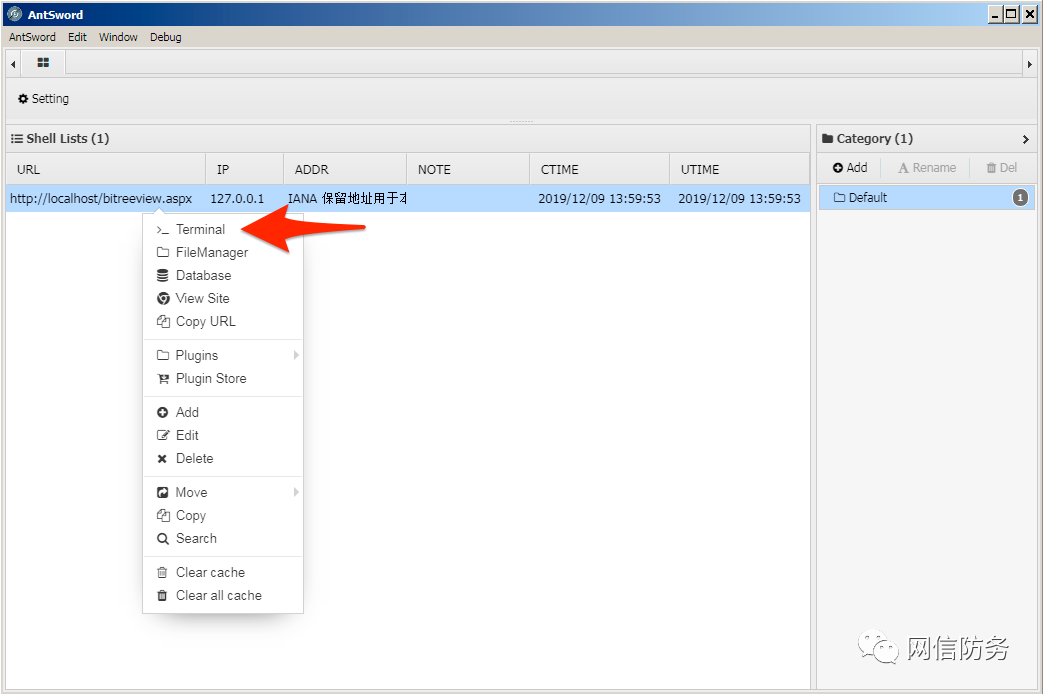 AntSword
AntSword Edit Window Debug
Setting
Shell Lists (1)
Category (1)
URL IP ADDR NOTE CTIME UTIME
Add Rename Del
http://localhost/bitreeview.aspx 127.0.0.1 IANA 保留地址用于 2019/12/09 13:59:53 2019/12/09 13:59:53
Default 1
Terminal
FileManager
Database
View Site
Copy URL
Plugins
Plugin Store
Add
Edit
Delete
Move
Copy
Search
Clear cache
Clear all cache
网信防务